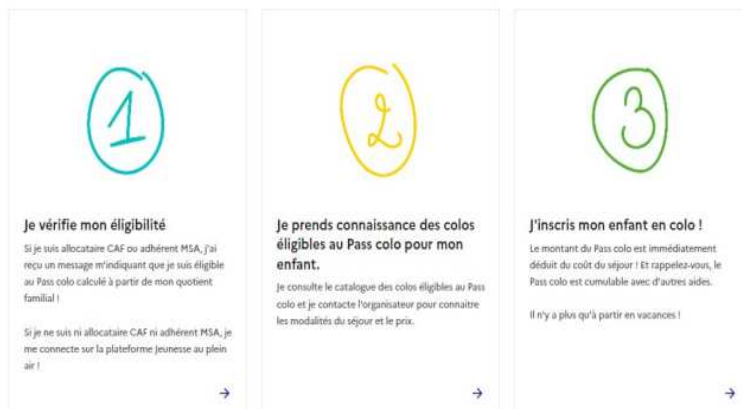 1
Je vérifie mon éligibilité
Si je suis allocataire CAF ou adhérent MSA, j'ai
reçu un message m'indiquant que je suis éligible
au Pass colo calculé à partir de mon quotient
familial !
Si je ne suis ni allocataire CAF ni adhérent MSA, je
me connecte sur la plateforme Jeunesse au plein
air !
2
Je prends connaissance des colos
éligibles au Pass colo pour mon
enfant.
Je consulte le catalogue des colos éligibles au Pass
colo et je contacte l'organisateur pour connaitre
les modalités du séjour et le prix.
3
J'inscris mon enfant en colo !
Le montant du Pass colo est immédiatement
déduit du coût du séjour ! Et rappelez-vous, le
Pass colo est cumulable avec d'autres aides.
Il n'y a plus qu'à partir en vacances !